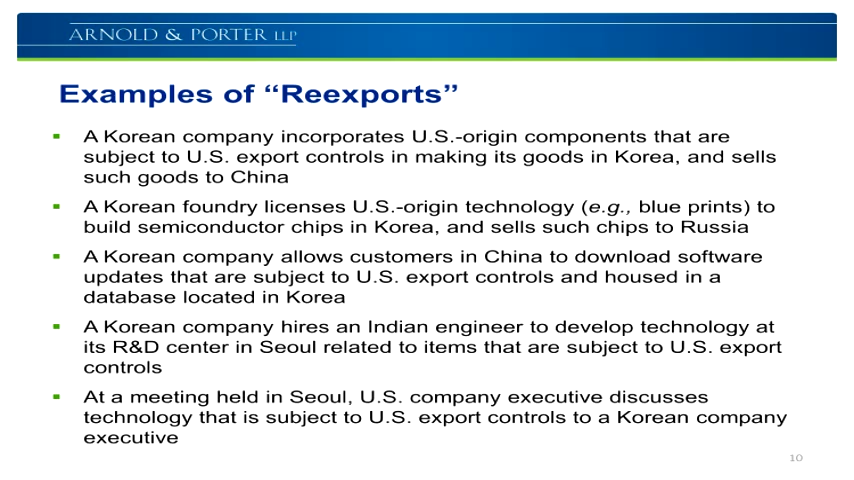 ARNOLD & PORTER LLP
Examples of “Reexports”
▪ A Korean company incorporates U.S.-origin components that are
subject to U.S. export controls in making its goods in Korea, and sells
such goods to China
▪ A Korean foundry licenses U.S.-origin technology (e.g., blue prints) to
build semiconductor chips in Korea, and sells such chips to Russia
▪ A Korean company allows customers in China to download software
updates that are subject to U.S. export controls and housed in a
database located in Korea
▪ A Korean company hires an Indian engineer to develop technology at
its R&D center in Seoul related to items that are subject to U.S. export
controls
▪ At a meeting held in Seoul, U.S. company executive discusses
technology that is subject to U.S. export controls to a Korean company
executive
10